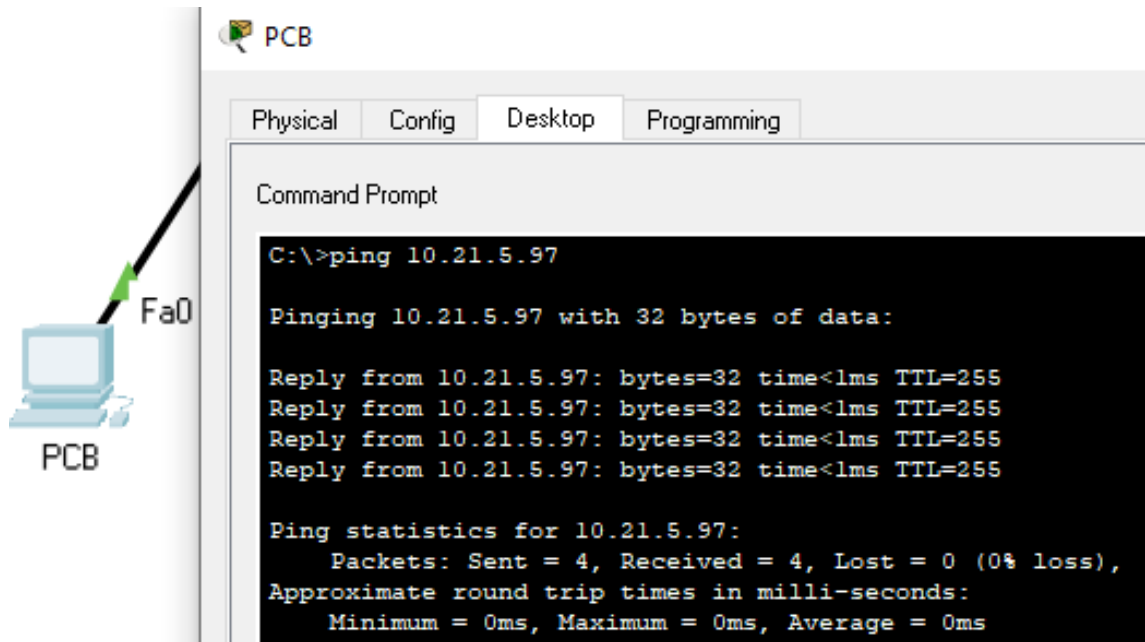 PCB
Physical Config Desktop Programming
Command Prompt
C:\>ping 10.21.5.97
Pinging 10.21.5.97 with 32 bytes of data:
Reply from 10.21.5.97: bytes=32 time<1ms TTL=255
Reply from 10.21.5.97: bytes=32 time<1ms TTL=255
Reply from 10.21.5.97: bytes=32 time<1ms TTL=255
Reply from 10.21.5.97: bytes=32 time<1ms TTL=255
Ping statistics for 10.21.5.97:
Packets: Sent = 4, Received = 4, Lost = 0 (0% loss),
Approximate round trip times in milli-seconds:
Minimum = 0ms, Maximum = 0ms, Average = 0ms
Fa0
PCB